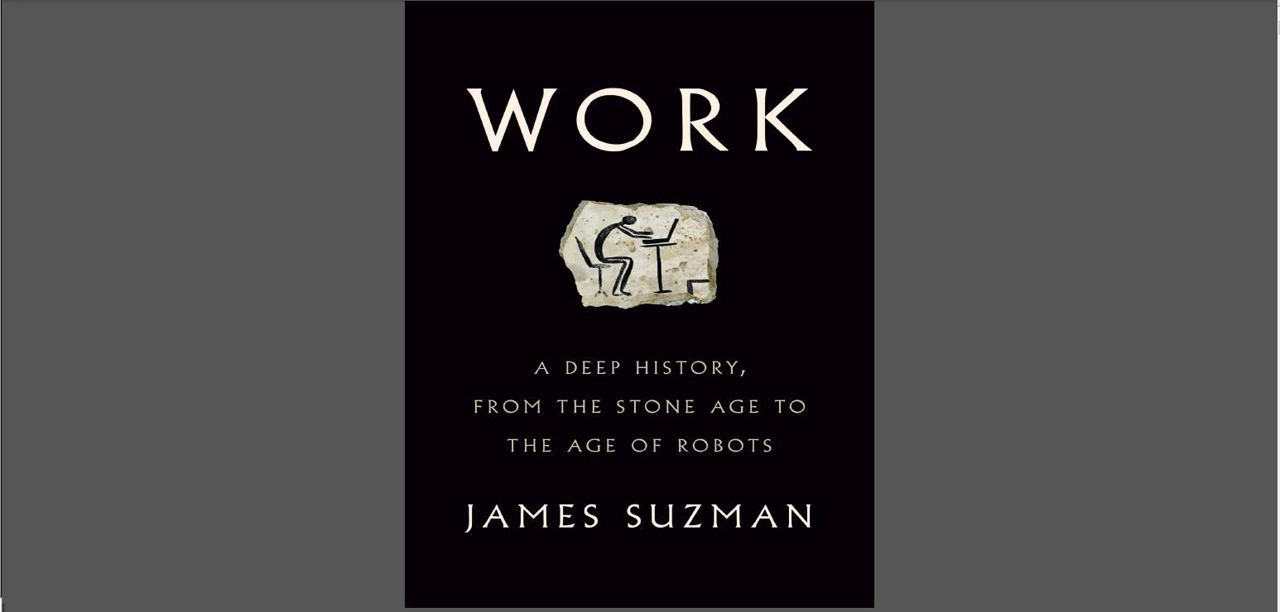 WORK
A DEEP HISTORY,
FROM THE STONE AGE TO
THE AGE OF ROBOTS
JAMES SUZMAN